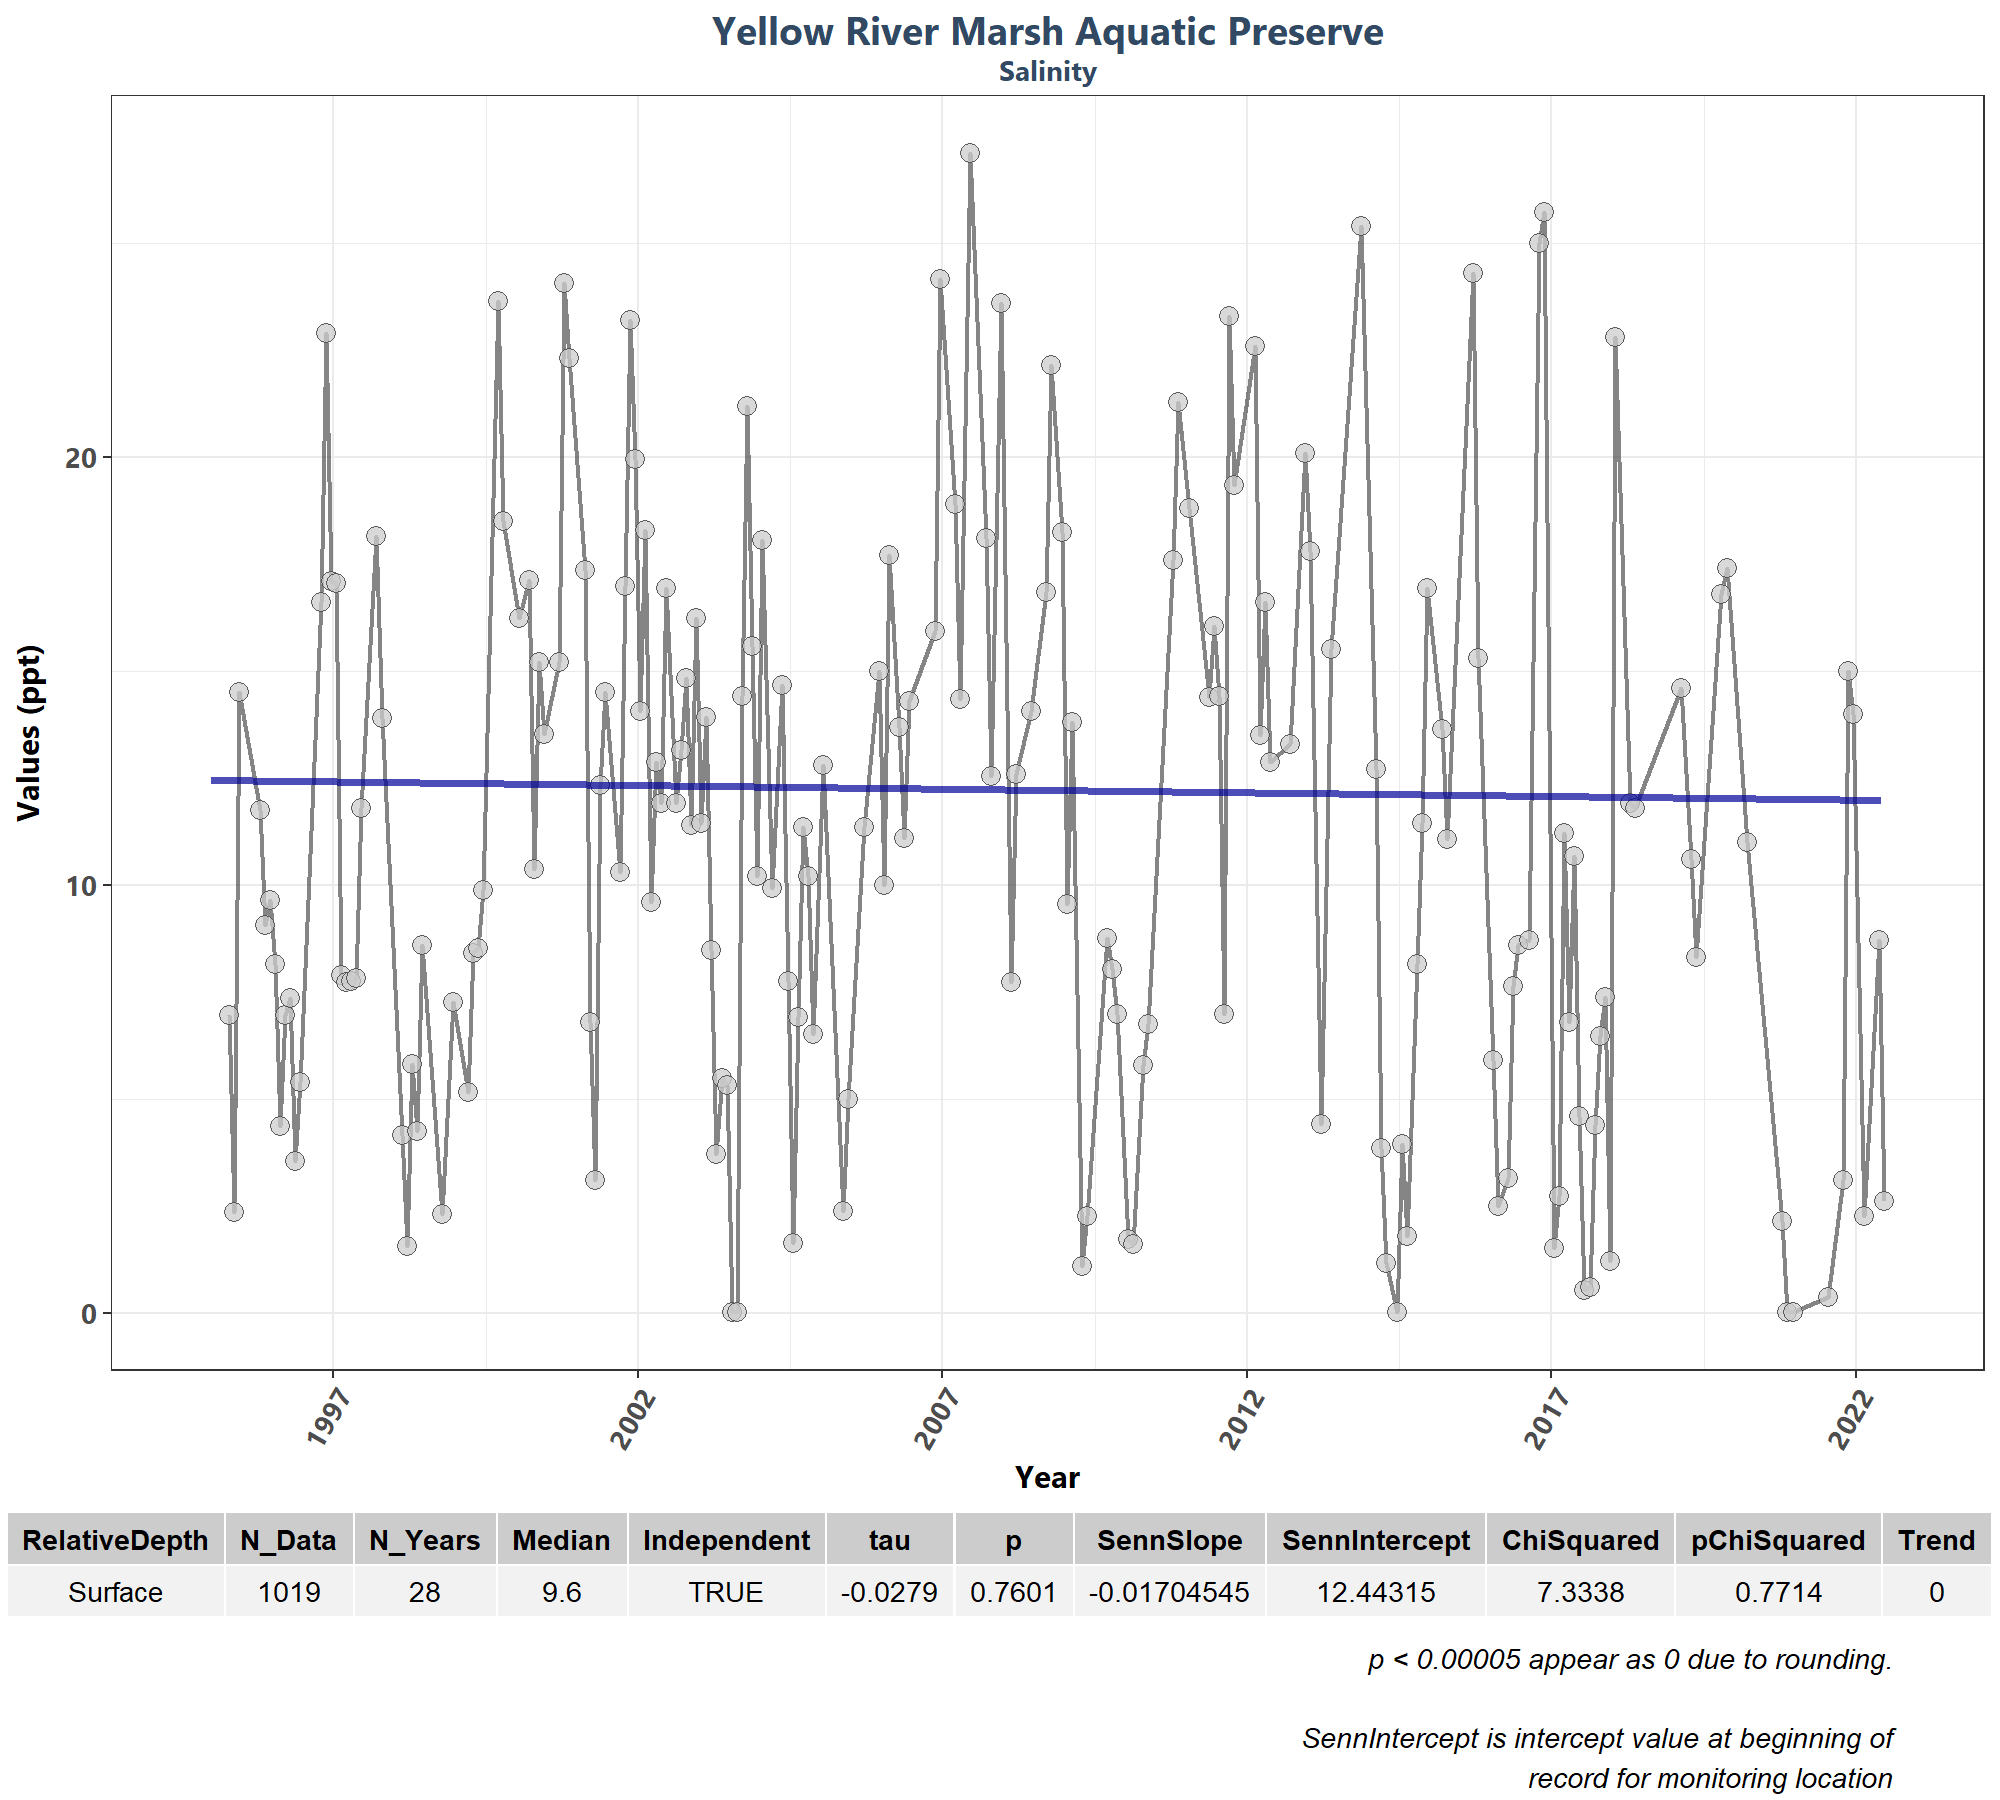 Yellow River Marsh Aquatic Preserve
Salinity
Values (ppt)
20
10
0
1997 2002 2007 2012 2017 2022
Year
RelativeDepth N_Data N_Years Median Independent tau p SennSlope SennIntercept ChiSquared pChiSquared Trend
Surface 1019 28 9.6 TRUE -0.0279 0.7601 -0.01704545 12.44315 7.3338 0.7714 0
p < 0.00005 appear as 0 due to rounding.
SennIntercept is intercept value at beginning of
record for monitoring location